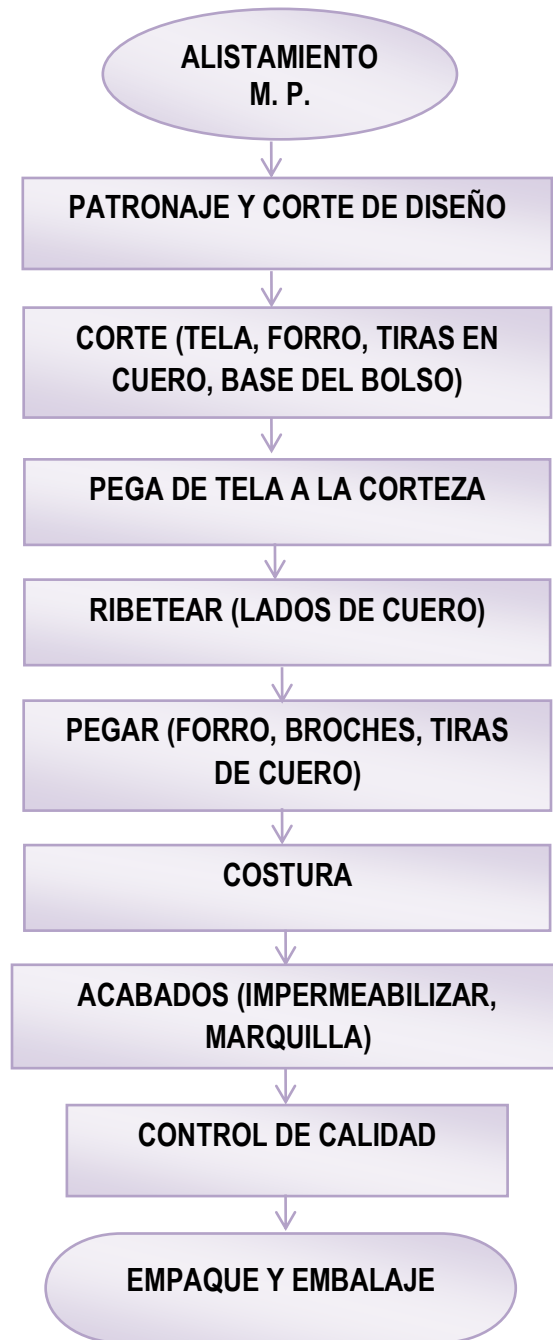 ALISTAMIENTO
M. P.
PATRONAJE Y CORTE DE DISEÑO
CORTE (TELA, FORRO, TIRAS EN
CUERO, BASE DEL BOLSO)
PEGA DE TELA A LA CORTEZA
RIBETEAR (LADOS DE CUERO)
PEGAR (FORRO, BROCHES, TIRAS
DE CUERO)
COSTURA
ACABADOS (IMPERMEABILIZAR,
MARQUILLA)
CONTROL DE CALIDAD
EMPAQUE Y EMBALAJE